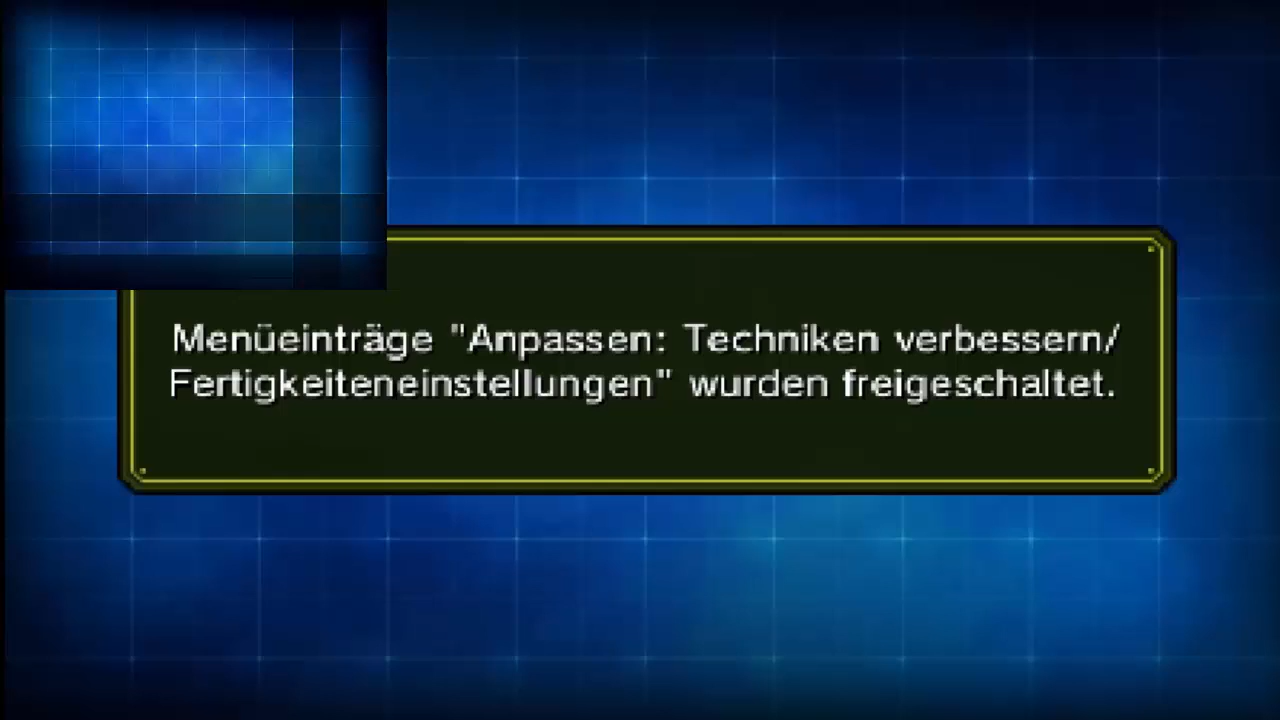 Menüeinträge "Anpassen: Techniken verbessern/
Fertigkeiteneinstellungen" wurden freigeschaltet.